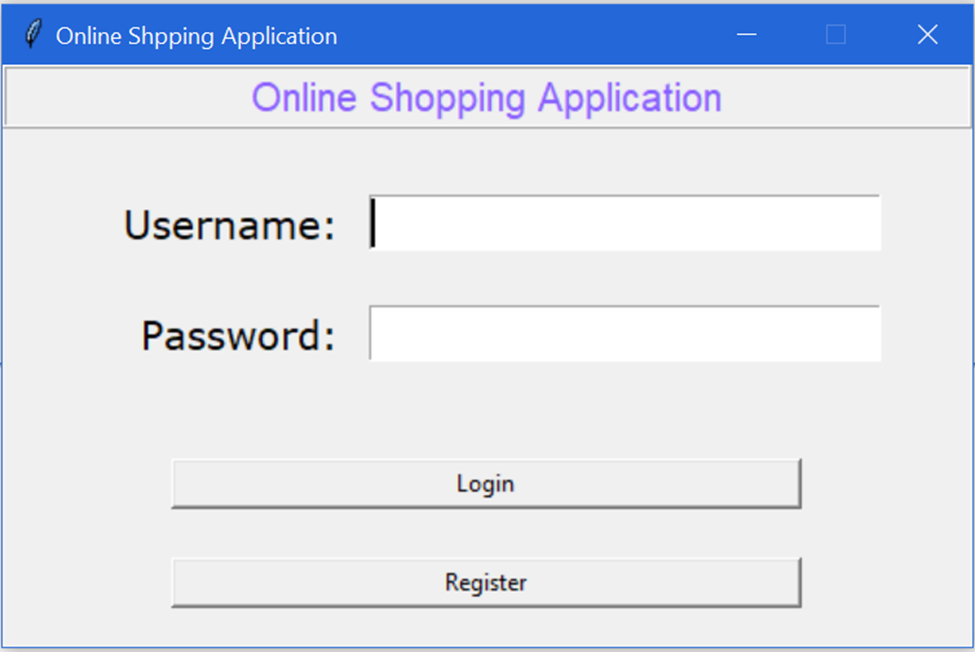 Online Shpping Application
Online Shopping Application
Username:
Password:
Login
Register